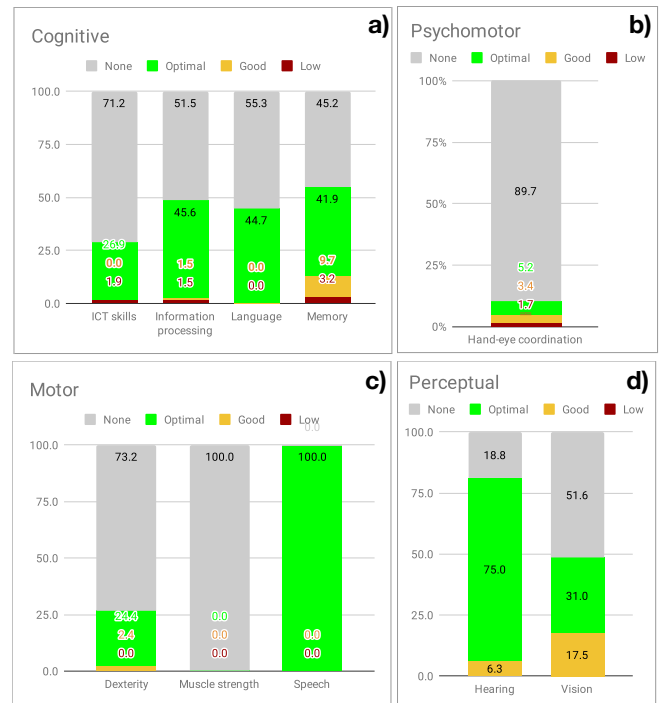 a)
Cognitive
None Optimal Good Low
100.0 71.2 51.5 55.3 45.2
75.0
50.0 45.6 44.7 41.9
25.0 26.9
0.0 1.5 0.0 9.7
1.9 1.5 0.0 3.2
0.0
ICT skills Information processing Language Memory
b)
Psychomotor
None Optimal Good Low
100%
75%
89.7
50%
25% 5.2
3.4
1.7
0%
Hand-eye coordination
c)
Motor
None Optimal Good Low
0.0
100.0 73.2 100.0 100.0
75.0
50.0
25.0 24.4 0.0
2.4 0.0 0.0
0.0 0.0 0.0
0.0
Dexterity Muscle strength Speech
d)
Perceptual
None Optimal Good Low
100.0
18.8
75.0 51.6
50.0 75.0
31.0
25.0
17.5
6.3
0.0
Hearing Vision